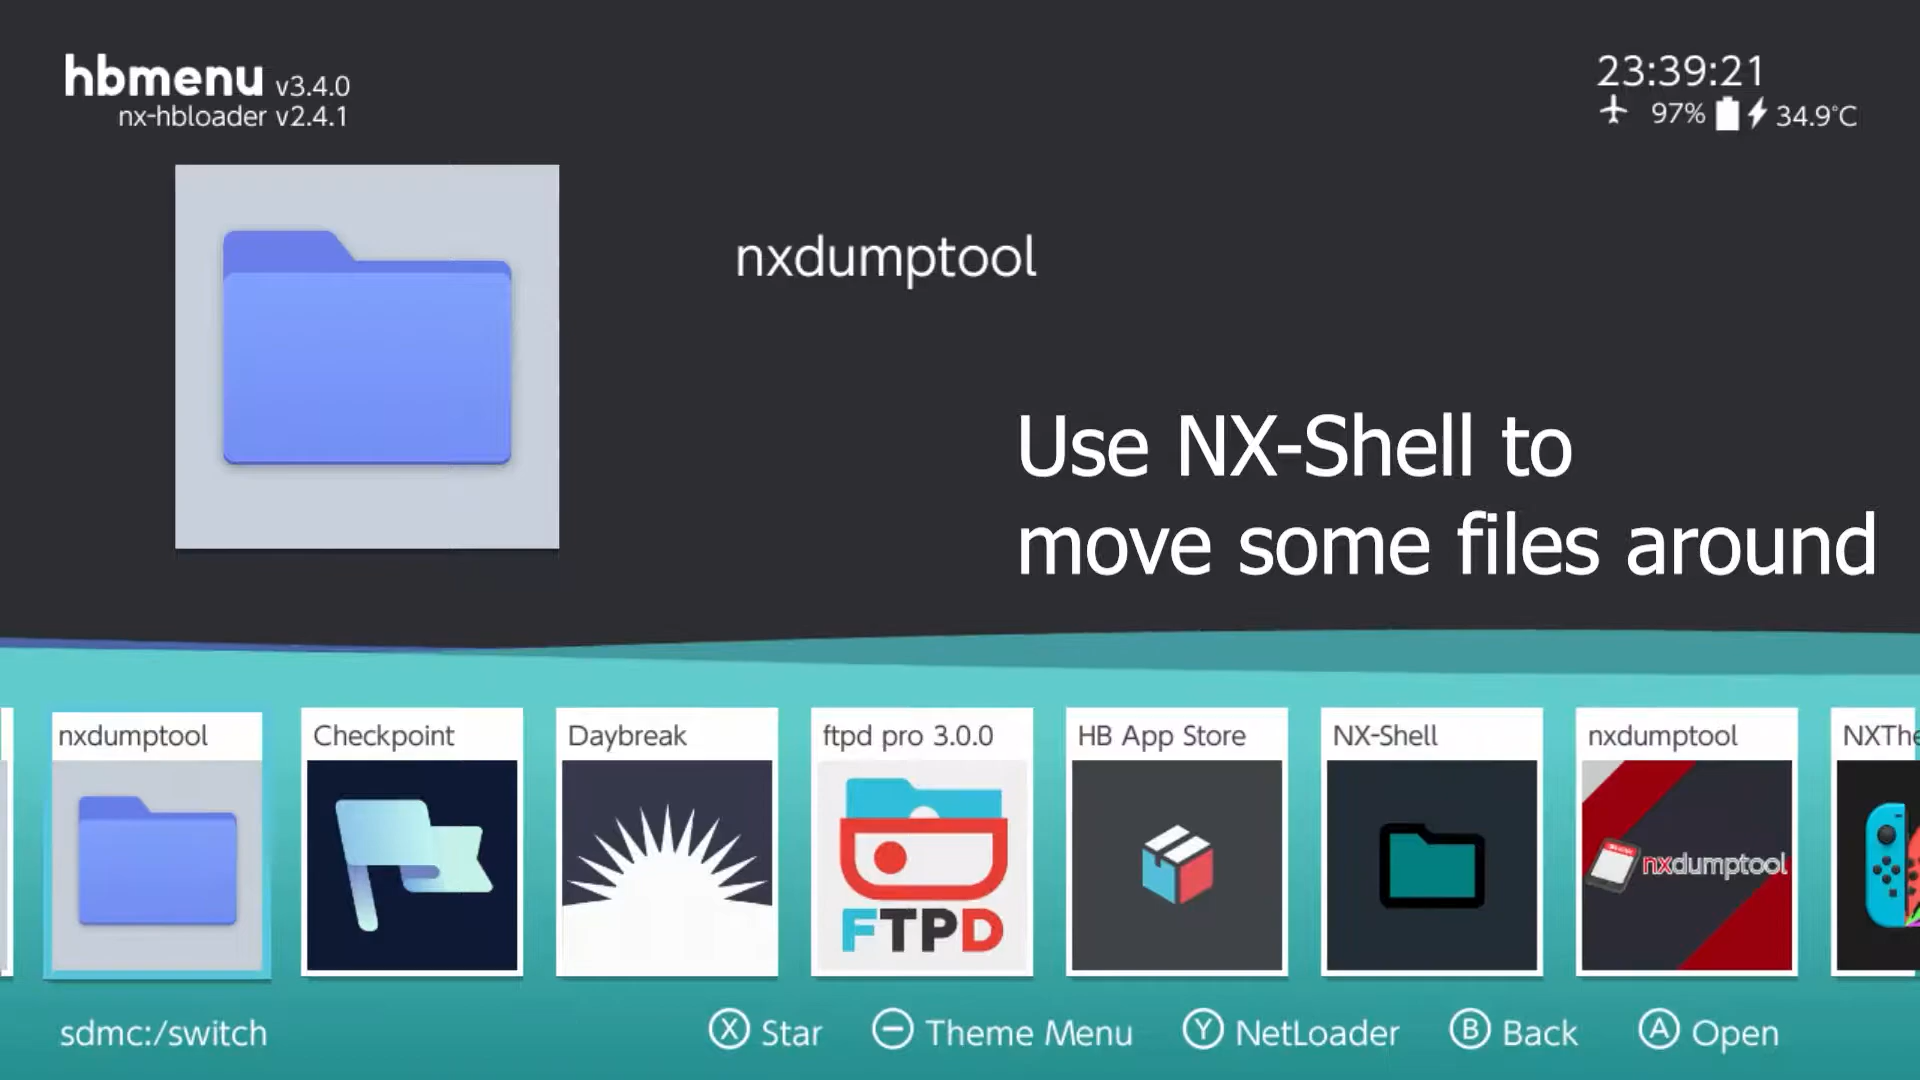 hbmenu v3.4.0
nx-hbloader v2.4.1
23:39:21
97% 34.9°C
nxdumptool
Use NX-Shell to
move some files around
nxdumptool
Checkpoint
Daybreak
ftpd pro 3.0.0
HB App Store
NX-Shell
nxdumptool
NXThe
FTPD
nxdumptool
sdmc:/switch
X Star
Theme Menu
Y NetLoader
B Back
A Open